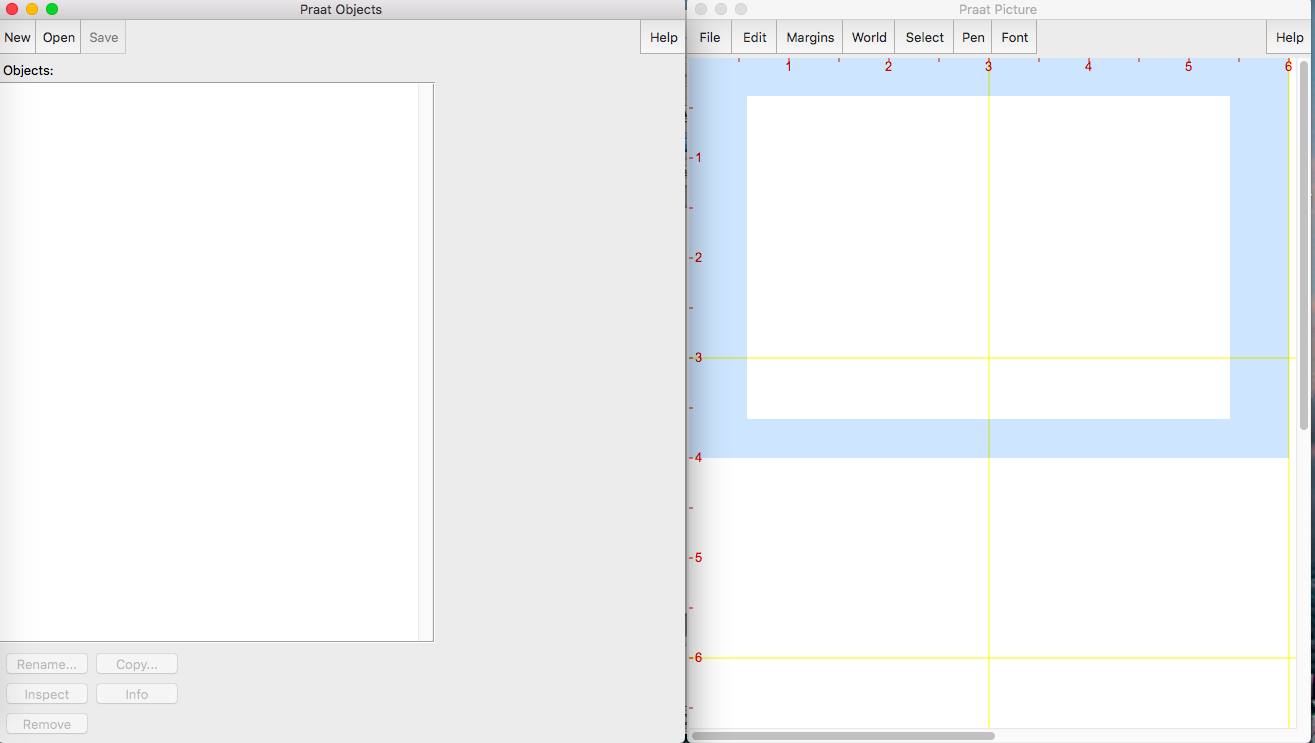 Praat Objects
New Open Save Help
Objects:
Rename... Copy...
Inspect Info
Remove
Praat Picture
File Edit Margins World Select Pen Font Help
1 2 3 4 5 6
1
2
3
4
5
6